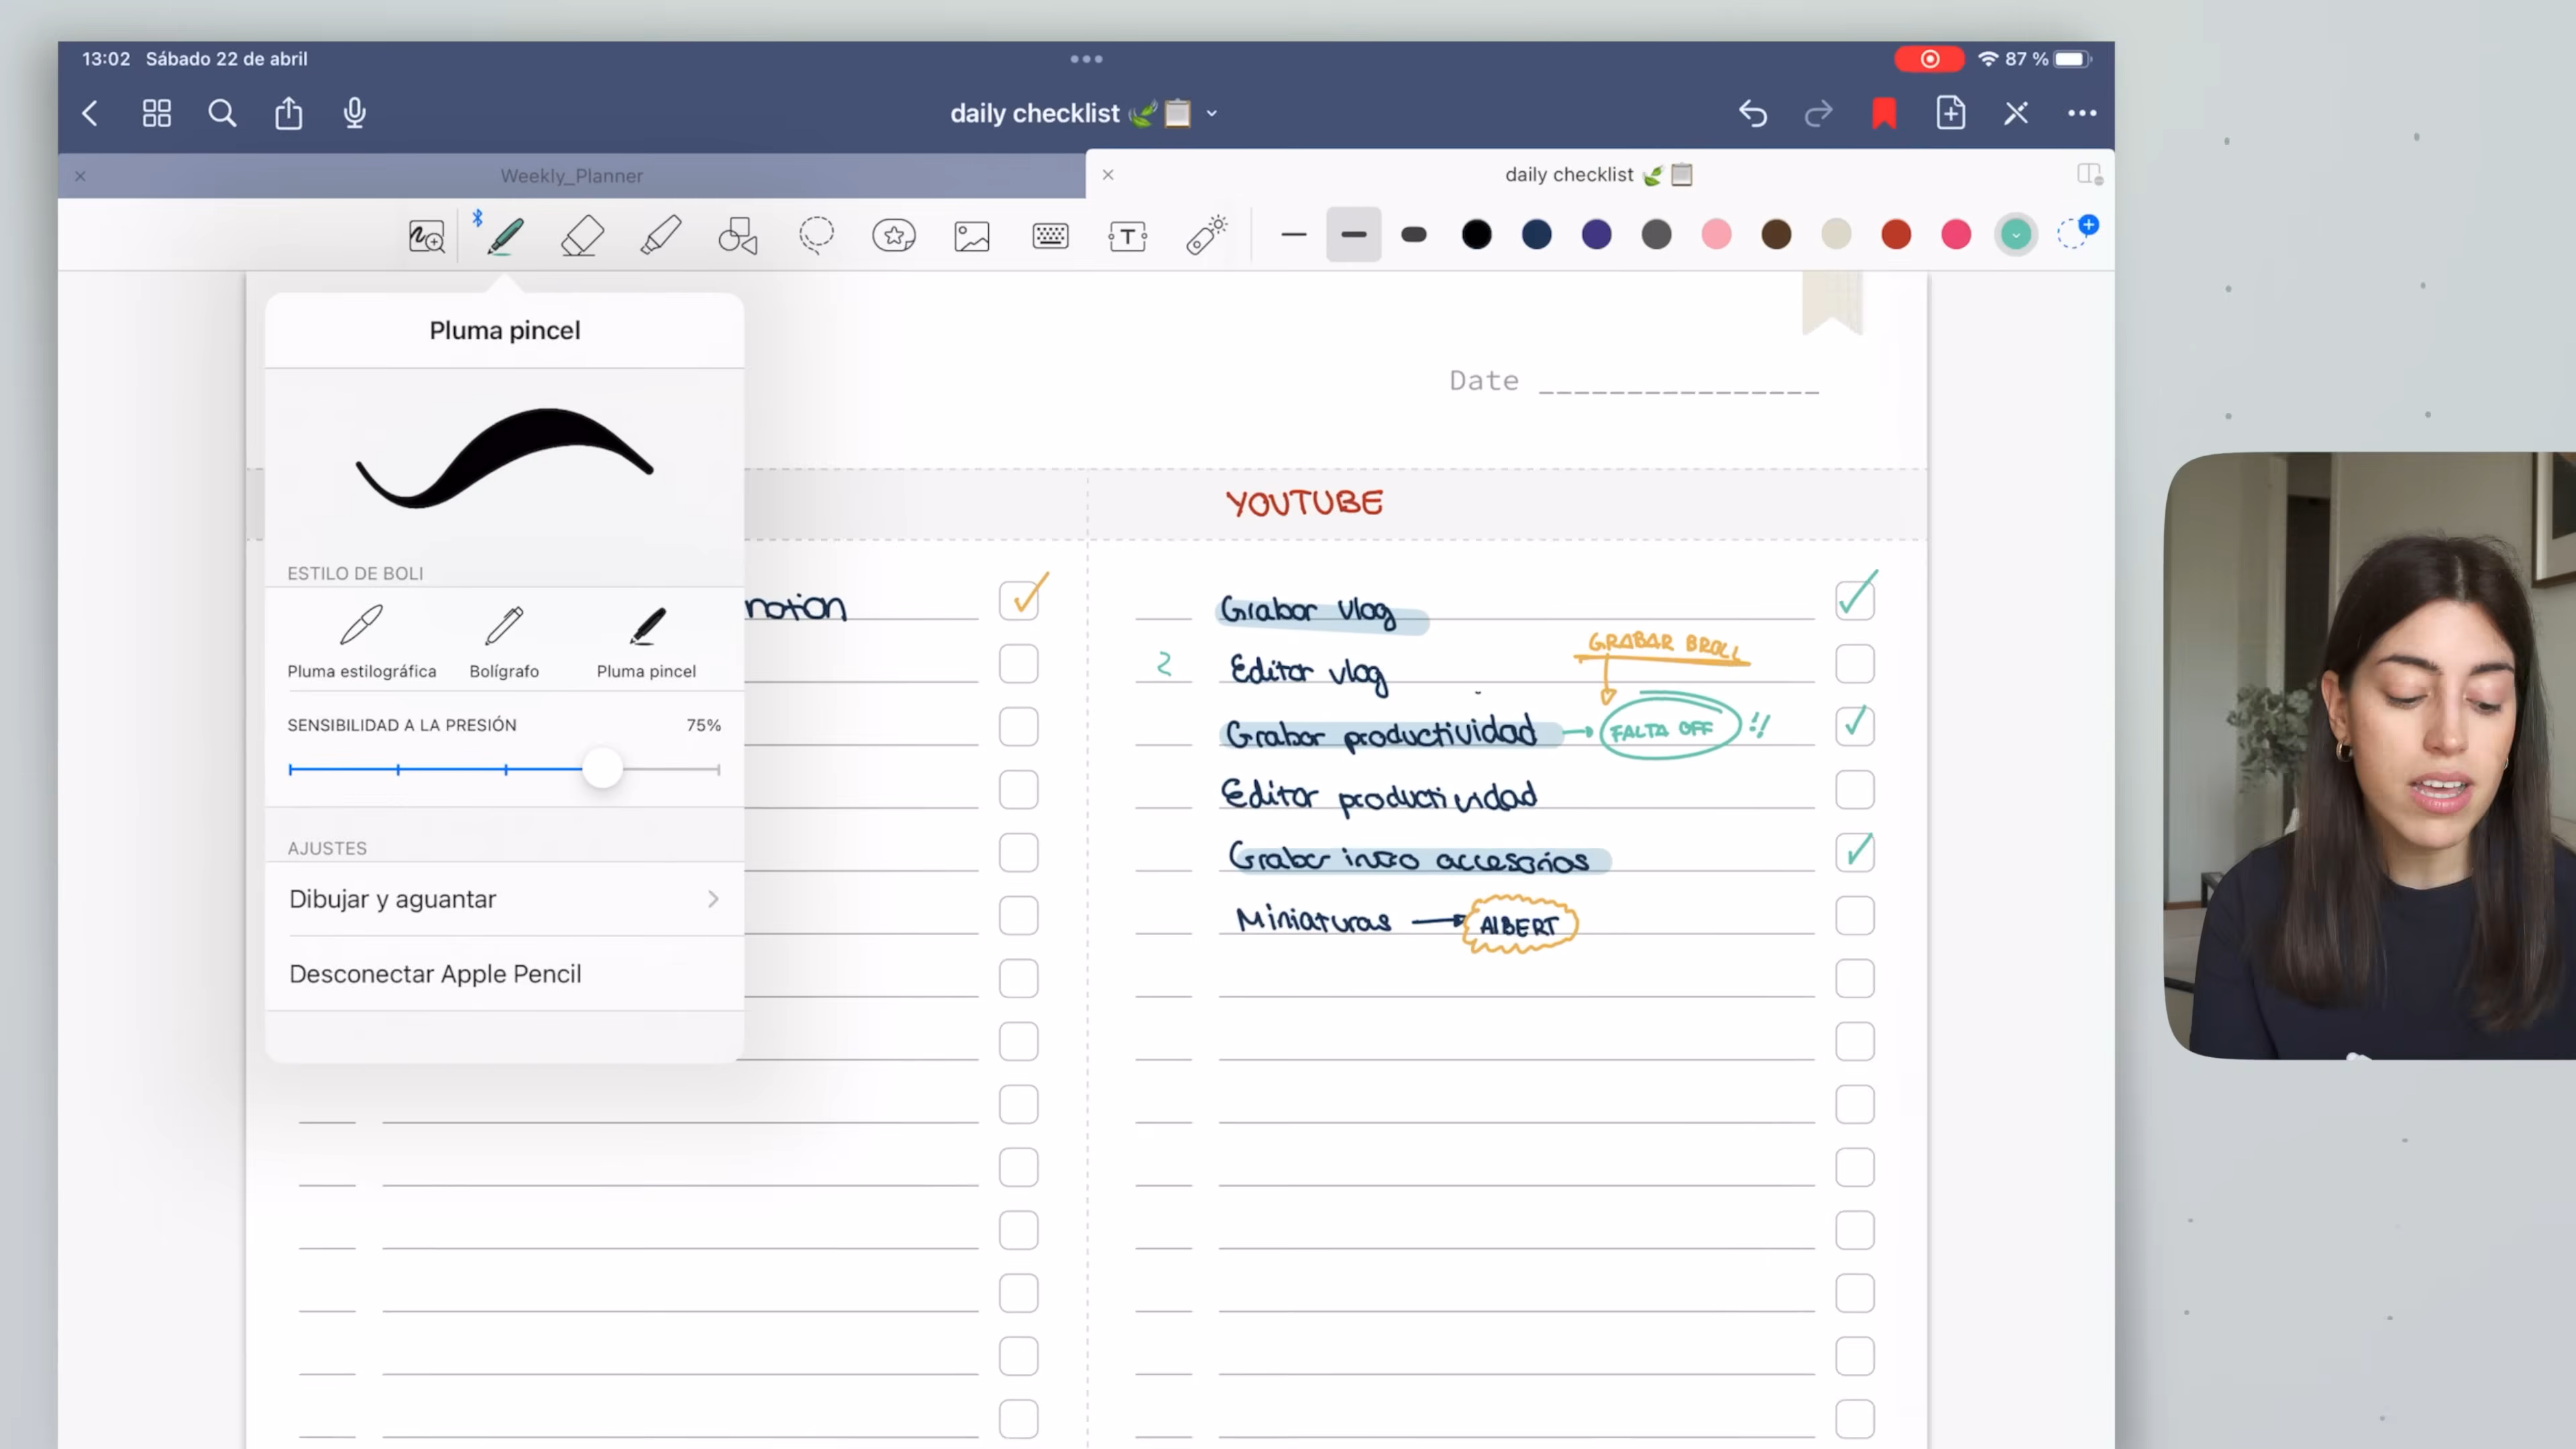 13:02 Sábado 22 de abril
87 %
daily checklist
Weekly_Planner
daily checklist
Pluma pincel
ESTILO DE BOLI
Pluma estilográfica Bolígrafo Pluma pincel
SENSIBILIDAD A LA PRESIÓN 75%
AJUSTES
Dibujar y aguantar
Desconectar Apple Pencil
Date
notion
YOUTUBE
Grabar vlog
GRABAR BROLL
2 Editar vlog
Grabar productividad → FALTA OFF !!
Editar productividad
Grabar intro accesorios
Miniaturas → AlBERT